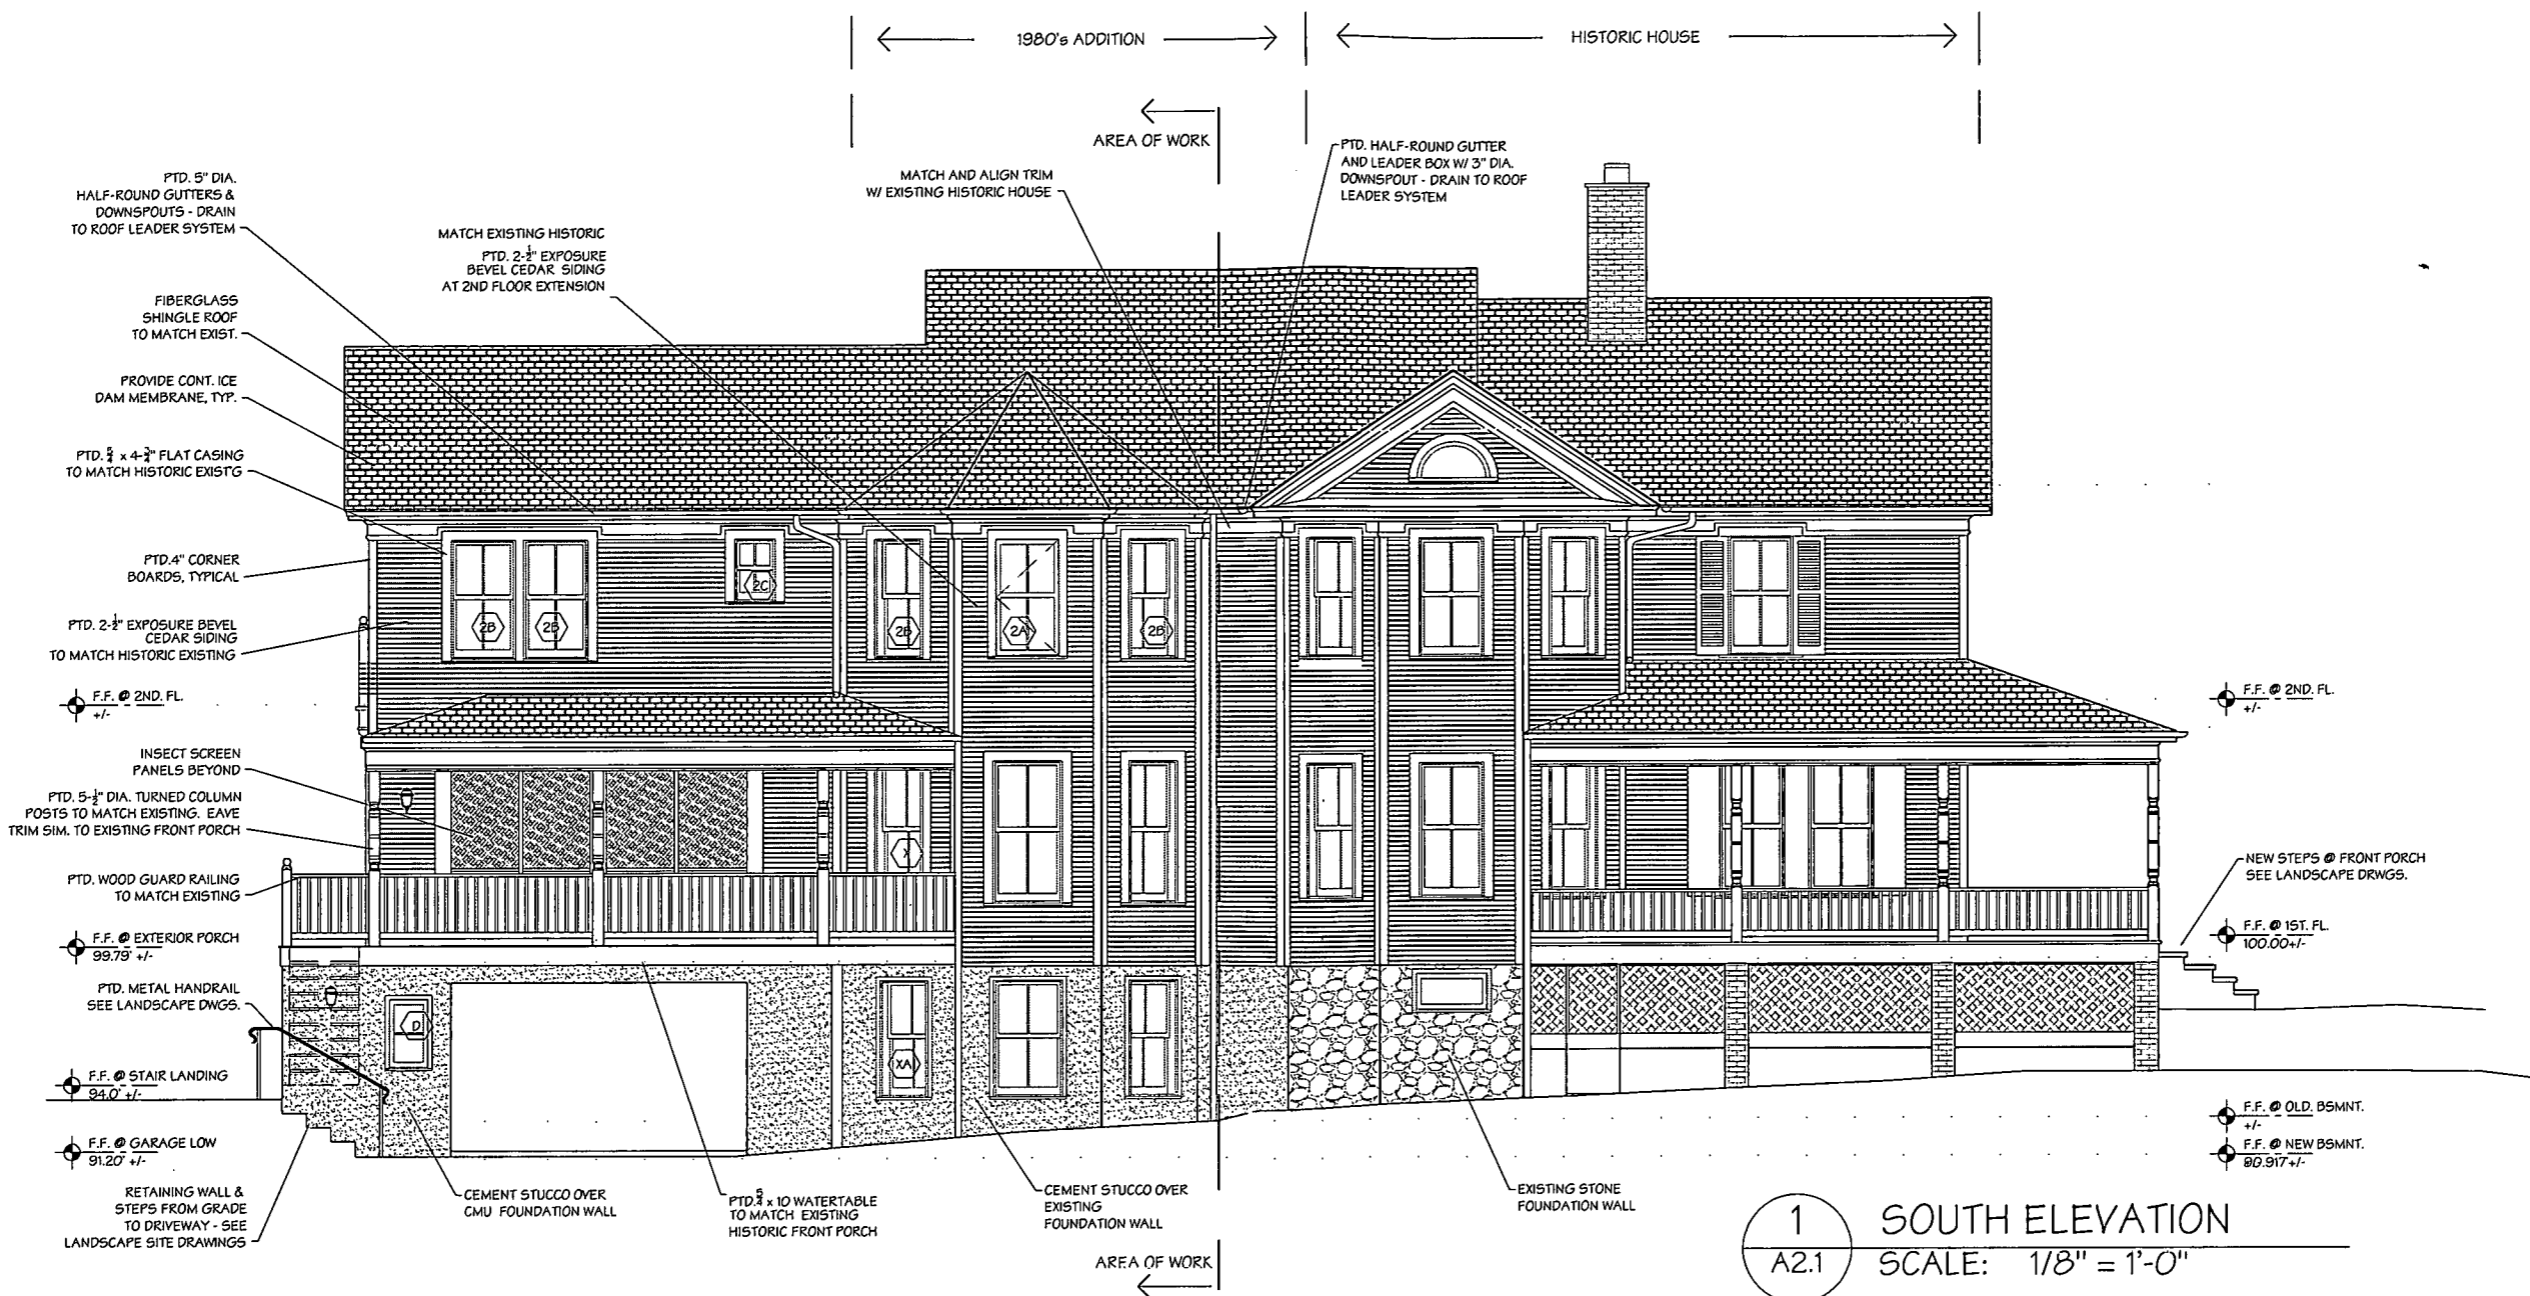 1980's ADDITION
HISTORIC HOUSE
AREA OF WORK
PTD. HALF-ROUND GUTTER
AND LEADER BOX W/ 3" DIA.
DOWNSPOUT - DRAIN TO ROOF
LEADER SYSTEM
MATCH AND ALIGN TRIM
W/ EXISTING HISTORIC HOUSE
PTD. 5" DIA.
HALF-ROUND GUTTERS &
DOWNSPOUTS - DRAIN
TO ROOF LEADER SYSTEM
MATCH EXISTING HISTORIC
PTD. 2-½" EXPOSURE
BEVEL CEDAR SIDING
AT 2ND FLOOR EXTENSION
FIBERGLASS
SHINGLE ROOF
TO MATCH EXIST.
PROVIDE CONT. ICE
DAM MEMBRANE, TYP.
PTD. 5/4 x 4-¾" FLAT CASING
TO MATCH HISTORIC EXIST'G
PTD.4" CORNER
BOARDS, TYPICAL
PTD. 2-½" EXPOSURE BEVEL
CEDAR SIDING
TO MATCH HISTORIC EXISTING
2B
2B
2C
2B
2A
2B
F.F. @ 2ND. FL.
+/-
F.F. @ 2ND. FL.
+/-
INSECT SCREEN
PANELS BEYOND
PTD. 5-½" DIA. TURNED COLUMN
POSTS TO MATCH EXISTING. EAVE
TRIM SIM. TO EXISTING FRONT PORCH
X
PTD. WOOD GUARD RAILING
TO MATCH EXISTING
NEW STEPS @ FRONT PORCH
SEE LANDSCAPE DRWGS.
F.F. @ EXTERIOR PORCH
99.79' +/-
F.F. @ 1ST. FL.
100.00+/-
PTD. METAL HANDRAIL
SEE LANDSCAPE DWGS.
D
XA
F.F. @ STAIR LANDING
94.0' +/-
F.F. @ OLD. BSMNT.
+/-
F.F. @ GARAGE LOW
91.20' +/-
F.F. @ NEW BSMNT.
90.917+/-
RETAINING WALL &
STEPS FROM GRADE
TO DRIVEWAY - SEE
LANDSCAPE SITE DRAWINGS
CEMENT STUCCO OVER
CMU FOUNDATION WALL
PTD.5/4 x 10 WATERTABLE
TO MATCH EXISTING
HISTORIC FRONT PORCH
CEMENT STUCCO OVER
EXISTING
FOUNDATION WALL
EXISTING STONE
FOUNDATION WALL
AREA OF WORK
1
A2.1
SOUTH ELEVATION
SCALE: 1/8" = 1'-0"